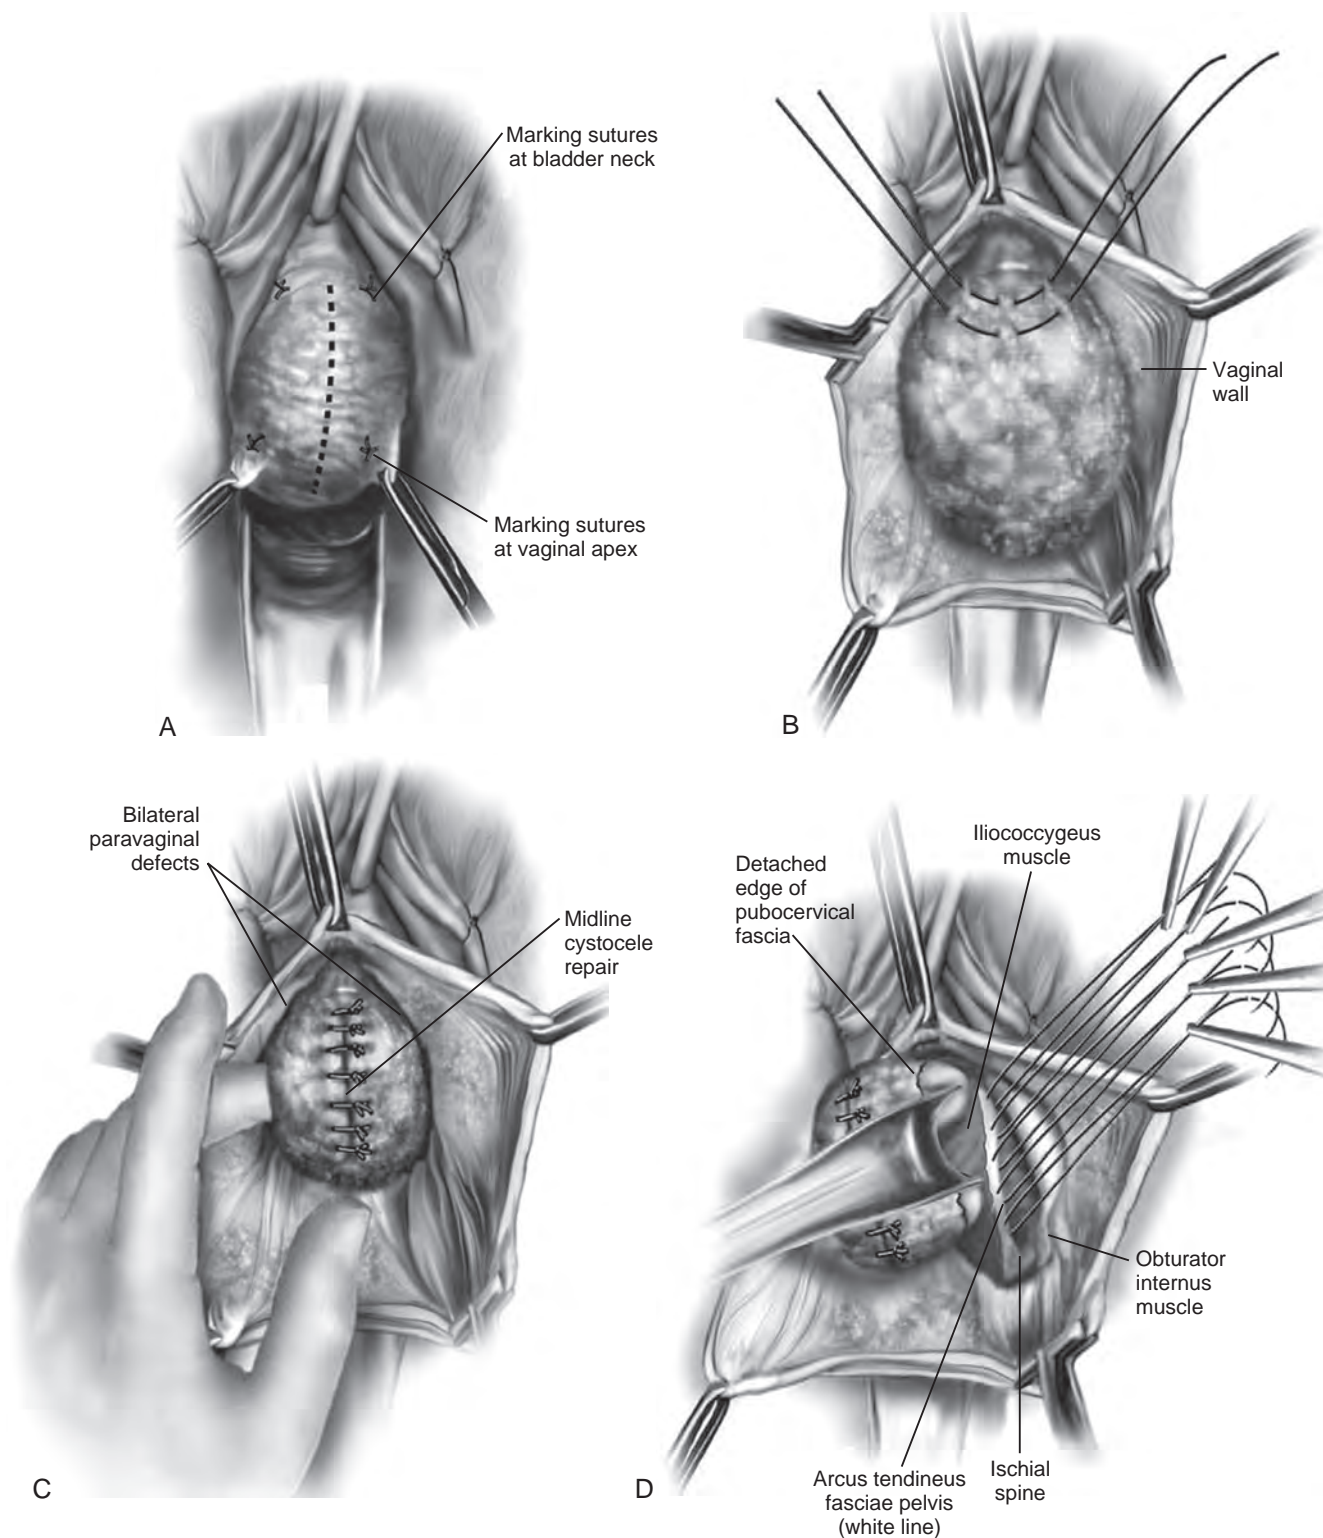 Marking sutures
at bladder neck
Marking sutures
at vaginal apex
A
Vaginal
wall
B
Bilateral
paravaginal
defects
Midline
cystocele
repair
C
Iliococcygeus
muscle
Detached
edge of
pubocervical
fascia
Obturator
internus
muscle
Ischial
spine
Arcus tendineus
fasciae pelvis
(white line)
D